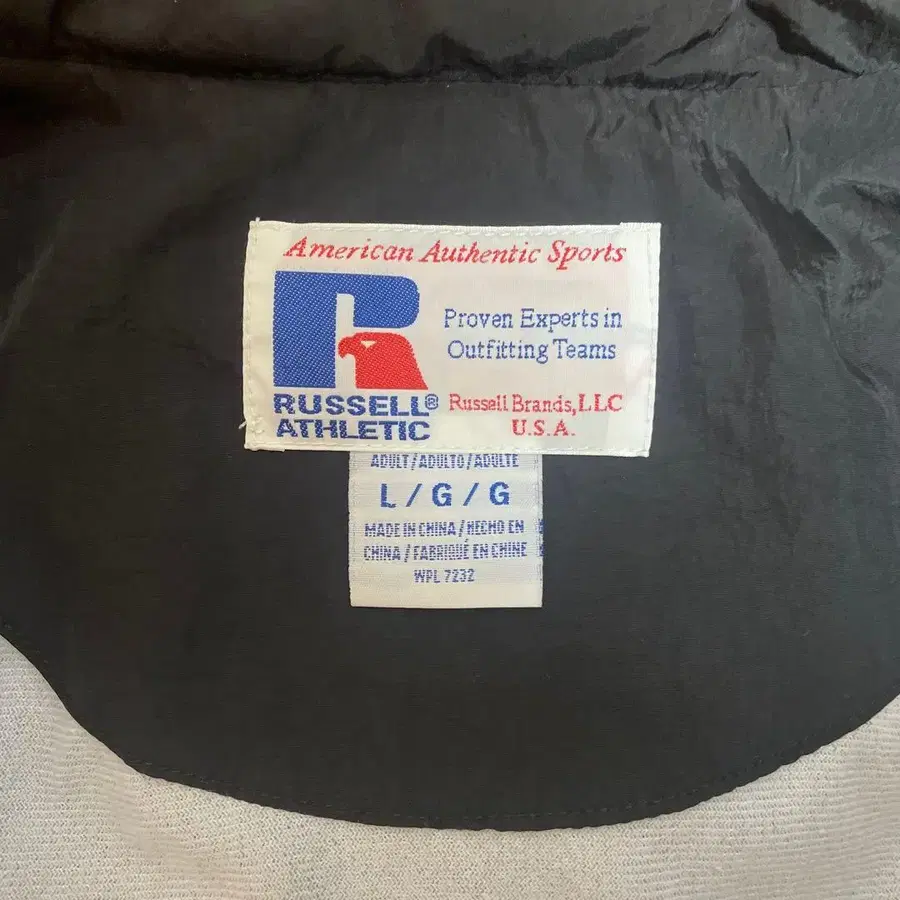 American Authentic Sports
Proven Experts in
Outfitting Teams
RUSSELL®
ATHLETIC
Russell Brands, LLC
U.S.A.
ADULT / ADULTO / ADULTE
L / G / G
MADE IN CHINA / HECHO EN
CHINA / FABRIQUÉ EN CHINE
WPL 7232